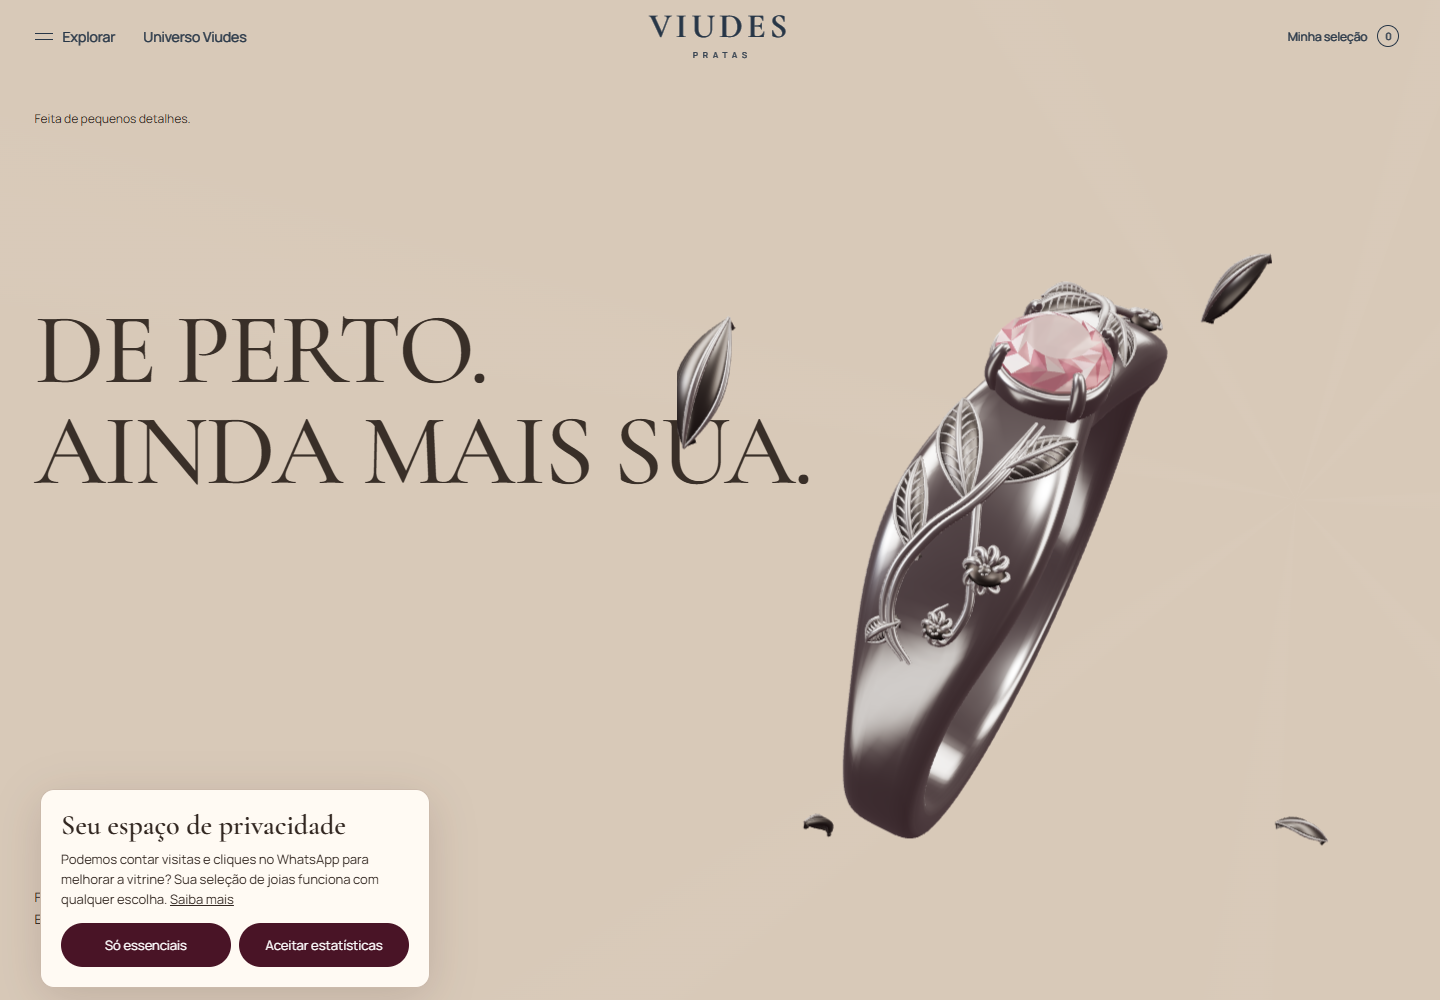 Explorar
Universo Viudes
VIUDES
PRATAS
Minha seleção
0
Feita de pequenos detalhes.
DE PERTO.
AINDA MAIS SUA.
Seu espaço de privacidade
Podemos contar visitas e cliques no WhatsApp para
melhorar a vitrine? Sua seleção de joias funciona com
qualquer escolha. Saiba mais
Só essenciais
Aceitar estatísticas